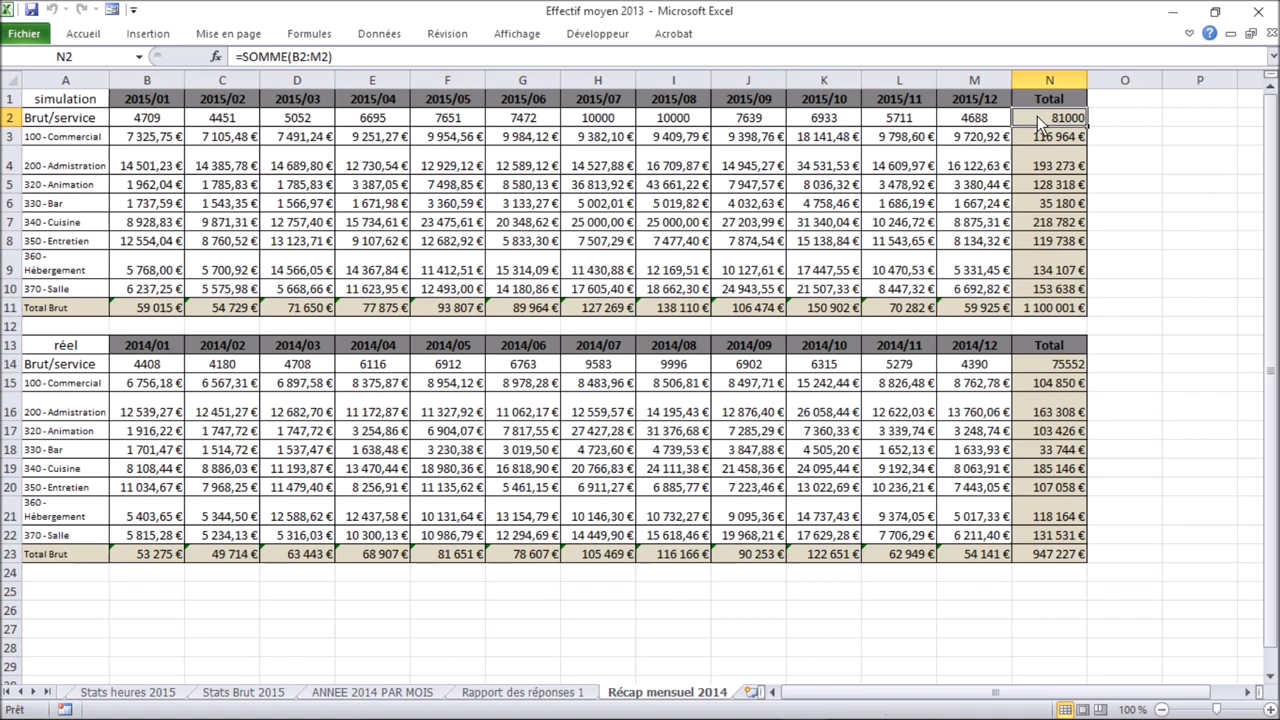 Effectif moyen 2013 - Microsoft Excel
Fichier Accueil Insertion Mise en page Formules Données Révision Affichage Développeur Acrobat
N2 fx =SOMME(B2:M2)
A B C D E F G H I J K L M N O P
1 simulation 2015/01 2015/02 2015/03 2015/04 2015/05 2015/06 2015/07 2015/08 2015/09 2015/10 2015/11 2015/12 Total
2 Brut/service 4709 4451 5052 6695 7651 7472 10000 10000 7639 6933 5711 4688 81000
3 100 - Commercial 7 325,75 € 7 105,48 € 7 491,24 € 9 251,27 € 9 954,56 € 9 984,12 € 9 382,10 € 9 409,79 € 9 398,76 € 18 141,48 € 9 798,60 € 9 720,92 € 116 964 €
4 200 - Admistration 14 501,23 € 14 385,78 € 14 689,80 € 12 730,54 € 12 930,52 € 12 589,09 € 14 527,88 € 16 709,87 € 14 945,27 € 34 531,53 € 14 609,97 € 16 122,63 € 193 273 €
5 320 - Animation 1 962,04 € 1 785,83 € 1 785,83 € 3 387,05 € 7 498,85 € 8 580,13 € 36 813,92 € 43 661,22 € 7 947,57 € 8 036,32 € 3 478,92 € 3 380,44 € 128 318 €
6 330 - Bar 1 737,59 € 1 543,35 € 1 566,97 € 1 671,98 € 3 360,59 € 3 133,27 € 5 002,01 € 5 019,82 € 4 032,63 € 4 758,46 € 1 686,19 € 1 667,24 € 35 180 €
7 340 - Cuisine 8 928,83 € 9 871,31 € 12 757,40 € 15 734,61 € 23 475,61 € 20 348,62 € 25 000,00 € 25 000,00 € 27 203,99 € 31 340,04 € 10 246,72 € 8 875,31 € 218 782 €
8 350 - Entretien 12 554,04 € 8 760,52 € 13 123,71 € 9 107,62 € 12 682,92 € 5 833,30 € 7 507,29 € 7 477,40 € 7 874,54 € 15 138,84 € 11 543,65 € 8 134,32 € 119 738 €
360 -
9 Hébergement 5 768,00 € 5 700,92 € 14 566,05 € 14 367,84 € 11 412,51 € 15 314,09 € 11 430,88 € 12 169,51 € 10 127,61 € 17 447,55 € 10 470,53 € 5 331,45 € 134 107 €
10 370 - Salle 6 237,25 € 5 575,98 € 5 668,66 € 11 623,95 € 12 493,00 € 14 180,86 € 17 605,40 € 18 662,30 € 24 943,55 € 21 507,33 € 8 447,32 € 6 692,82 € 153 638 €
11 Total Brut 59 015 € 54 729 € 71 650 € 77 875 € 93 807 € 89 964 € 127 269 € 138 110 € 106 474 € 150 902 € 70 282 € 59 925 € 1 100 001 €
12
13 réel 2014/01 2014/02 2014/03 2014/04 2014/05 2014/06 2014/07 2014/08 2014/09 2014/10 2014/11 2014/12 Total
14 Brut/service 4408 4180 4708 6116 6912 6763 9583 9996 6902 6315 5279 4390 75552
15 100 - Commercial 6 756,18 € 6 567,31 € 6 897,58 € 8 375,87 € 8 954,12 € 8 978,28 € 8 483,96 € 8 506,81 € 8 497,71 € 15 242,44 € 8 826,48 € 8 762,78 € 104 850 €
16 200 - Admistration 12 539,27 € 12 451,27 € 12 682,70 € 11 172,87 € 11 327,92 € 11 062,17 € 12 559,57 € 14 195,43 € 12 876,40 € 26 058,44 € 12 622,03 € 13 760,06 € 163 308 €
17 320 - Animation 1 916,22 € 1 747,72 € 1 747,72 € 3 254,86 € 6 904,07 € 7 817,55 € 27 427,28 € 31 376,68 € 7 285,29 € 7 360,33 € 3 339,74 € 3 248,74 € 103 426 €
18 330 - Bar 1 701,47 € 1 514,72 € 1 537,47 € 1 638,48 € 3 230,38 € 3 019,50 € 4 723,60 € 4 739,53 € 3 847,88 € 4 505,20 € 1 652,13 € 1 633,93 € 33 744 €
19 340 - Cuisine 8 108,44 € 8 886,03 € 11 193,87 € 13 470,44 € 18 980,36 € 16 818,90 € 20 766,83 € 24 111,38 € 21 458,36 € 24 095,44 € 9 192,34 € 8 063,91 € 185 146 €
20 350 - Entretien 11 034,67 € 7 968,25 € 11 479,40 € 8 256,91 € 11 135,62 € 5 461,15 € 6 911,27 € 6 885,77 € 7 223,46 € 13 022,69 € 10 236,21 € 7 443,05 € 107 058 €
360 -
21 Hébergement 5 403,65 € 5 344,50 € 12 588,62 € 12 437,58 € 10 131,64 € 13 154,79 € 10 146,30 € 10 732,27 € 9 095,36 € 14 737,43 € 9 374,05 € 5 017,33 € 118 164 €
22 370 - Salle 5 815,28 € 5 234,13 € 5 316,03 € 10 300,13 € 10 986,79 € 12 294,69 € 14 449,90 € 15 618,46 € 19 968,21 € 17 629,28 € 7 706,29 € 6 211,40 € 131 531 €
23 Total Brut 53 275 € 49 714 € 63 443 € 68 907 € 81 651 € 78 607 € 105 469 € 116 166 € 90 253 € 122 651 € 62 949 € 54 141 € 947 227 €
24
25
26
27
28
29
Stats heures 2015 Stats Brut 2015 ANNEE 2014 PAR MOIS Rapport des réponses 1 Récap mensuel 2014
Prêt 100 %